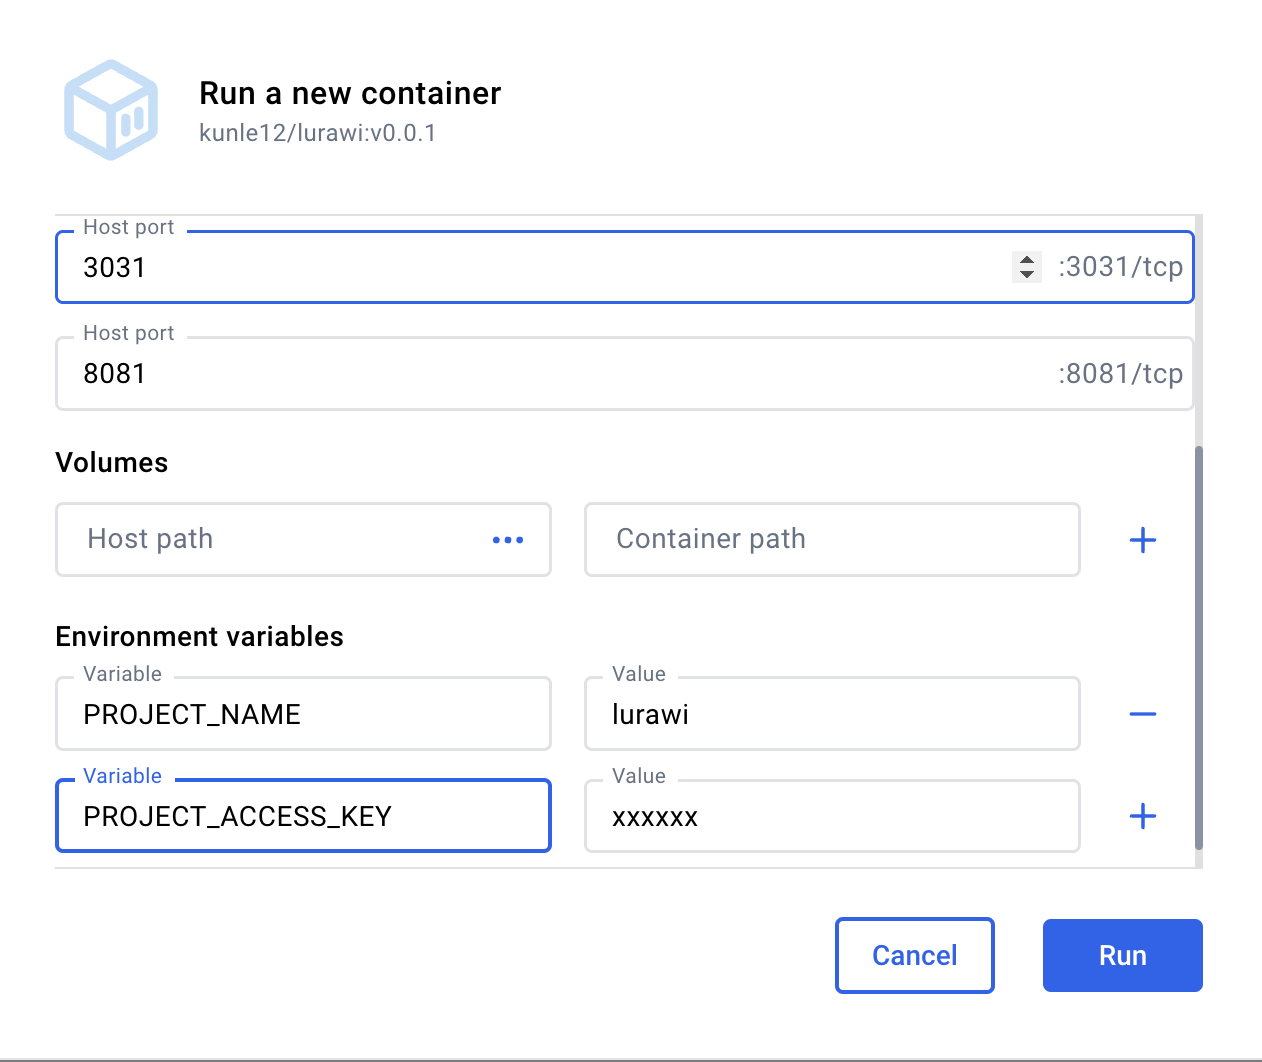 Run a new container
kunle12/lurawi:v0.0.1
Host port
3031 :3031/tcp
Host port
8081 :8081/tcp
Volumes
Host path ••• Container path +
Environment variables
Variable Value
PROJECT_NAME lurawi −
Variable Value
PROJECT_ACCESS_KEY xxxxxx +
Cancel Run